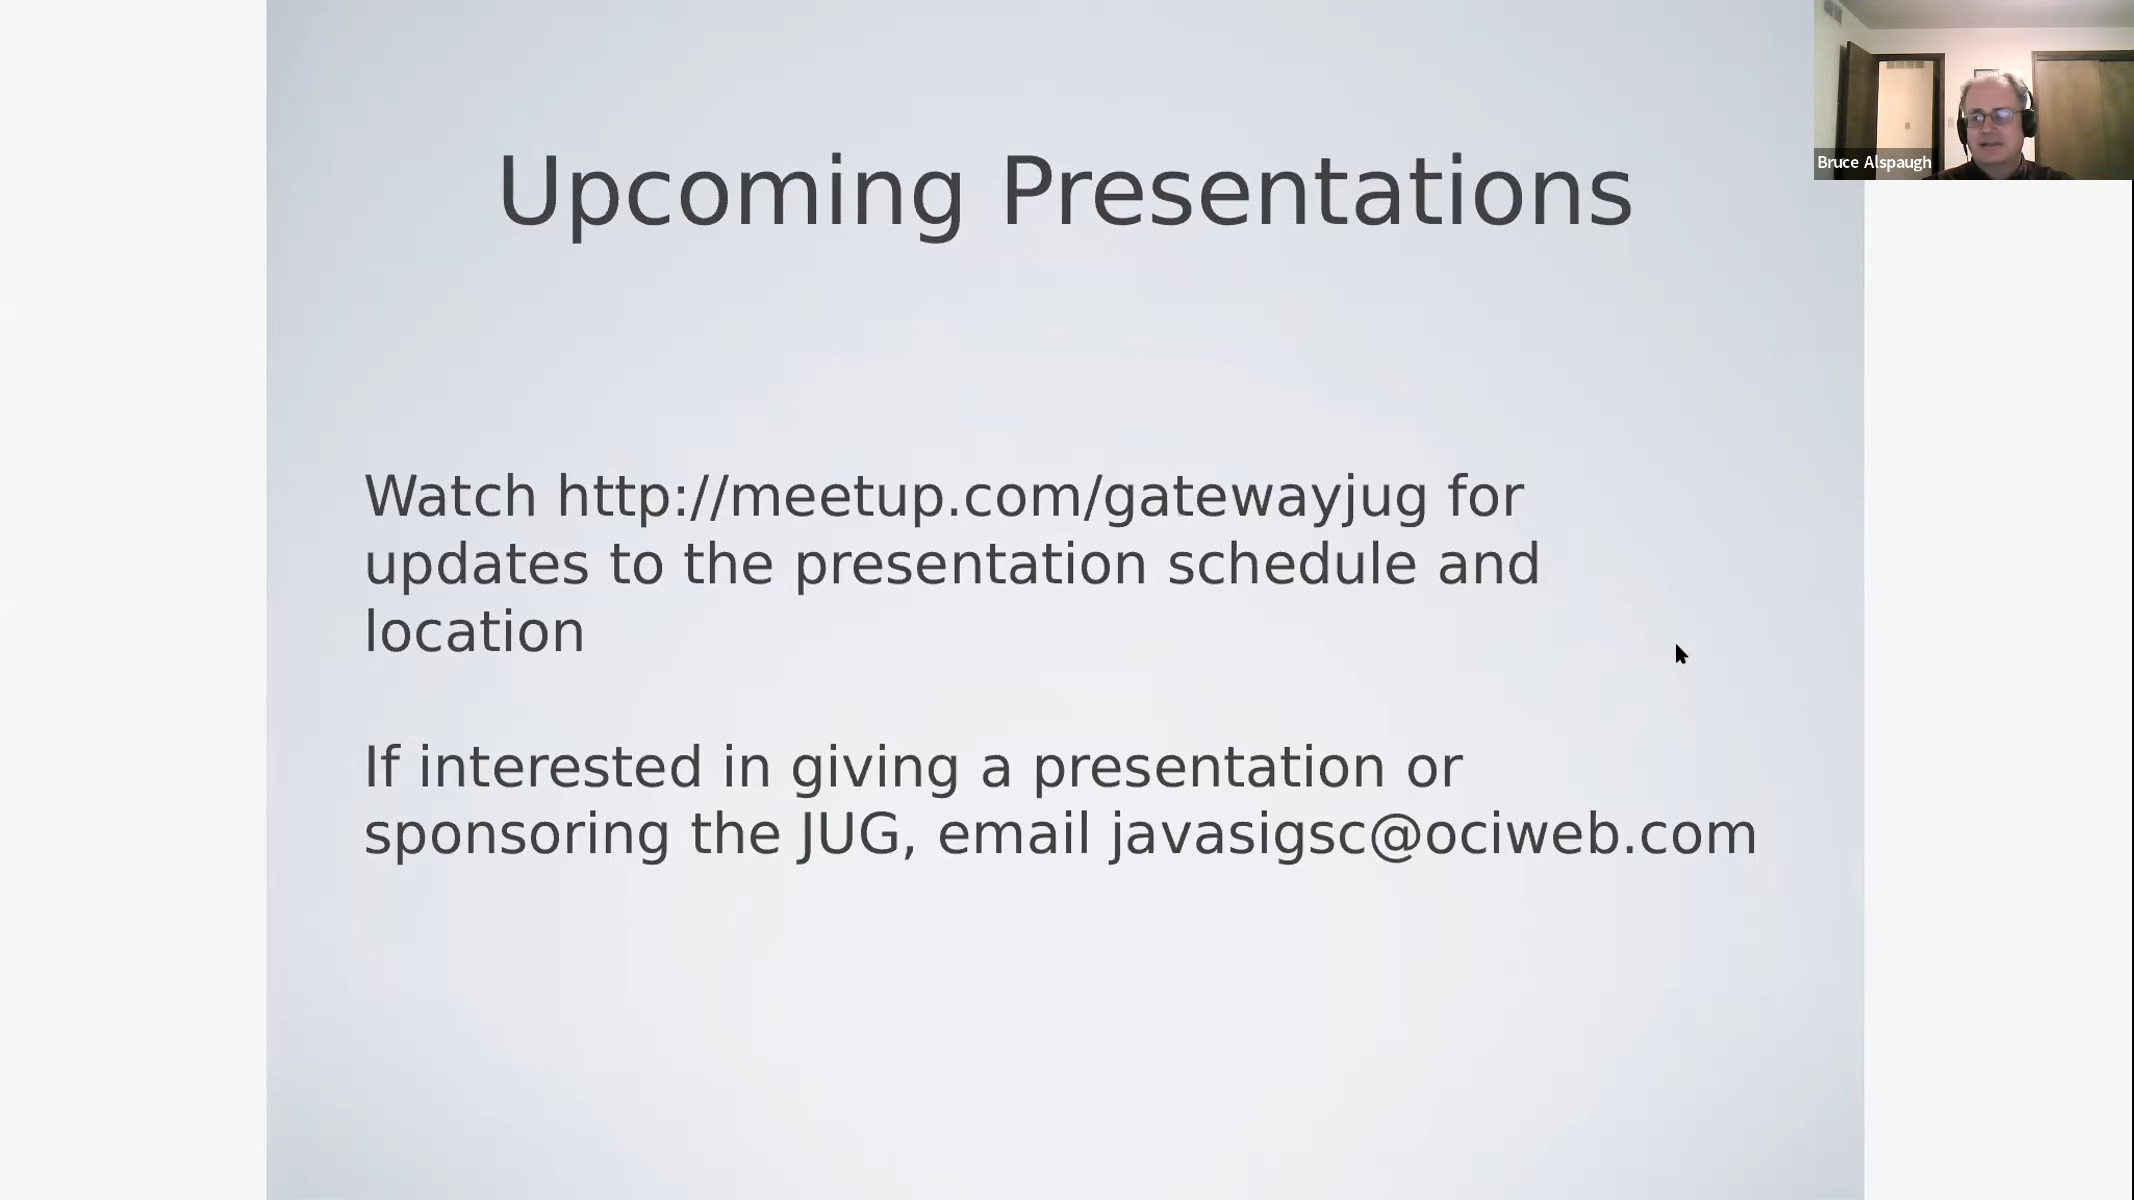 Upcoming Presentations
Bruce Alspaugh
Watch http://meetup.com/gatewayjug for
updates to the presentation schedule and
location
If interested in giving a presentation or
sponsoring the JUG, email javasigsc@ociweb.com